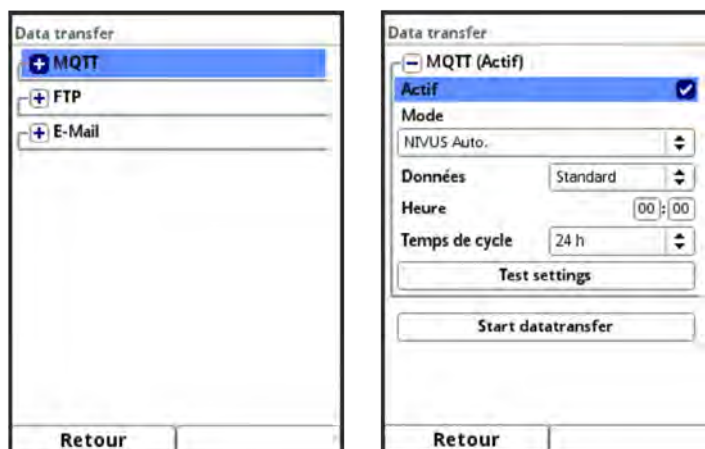 Data transfer
MQTT
FTP
E-Mail
Retour
Data transfer
MQTT (Actif)
Actif
Mode
NIVUS Auto.
Données Standard
Heure 00 : 00
Temps de cycle 24 h
Test settings
Start datatransfer
Retour